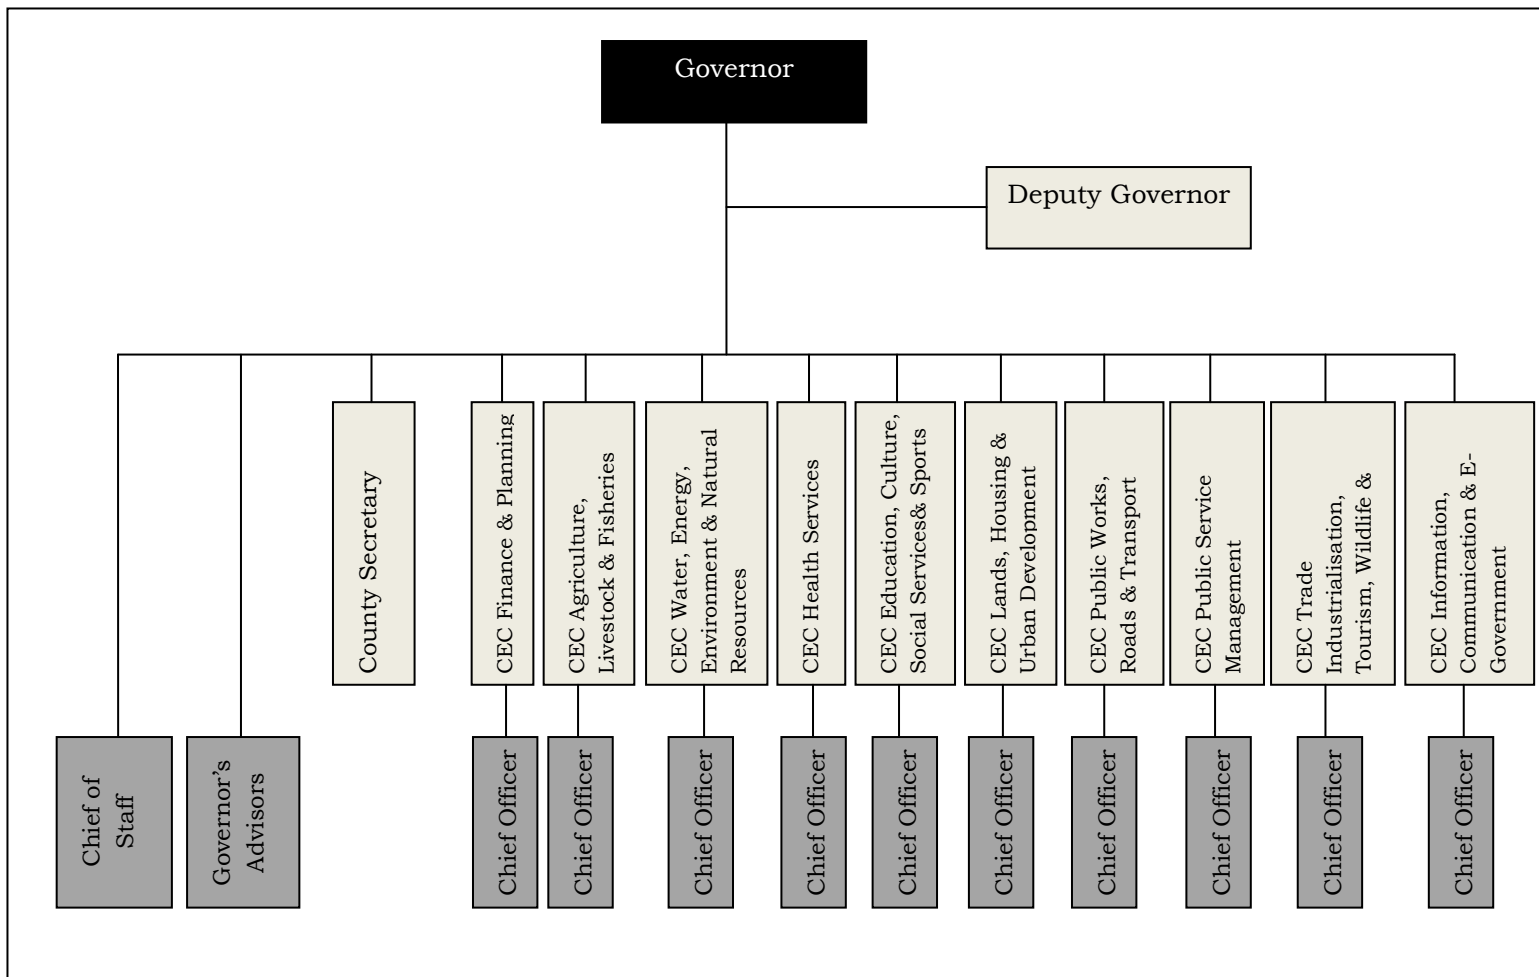 Governor
Deputy Governor
County Secretary
CEC Finance & Planning
CEC Agriculture,
Livestock & Fisheries
CEC Water, Energy,
Environment & Natural
Resources
CEC Health Services
CEC Education, Culture,
Social Services& Sports
CEC Lands, Housing &
Urban Development
CEC Public Works,
Roads & Transport
CEC Public Service
Management
CEC Trade
Industrialisation,
Tourism, Wildlife &
CEC Information,
Communication & E-
Government
Chief of
Staff
Governor’s
Advisors
Chief Officer
Chief Officer
Chief Officer
Chief Officer
Chief Officer
Chief Officer
Chief Officer
Chief Officer
Chief Officer
Chief Officer